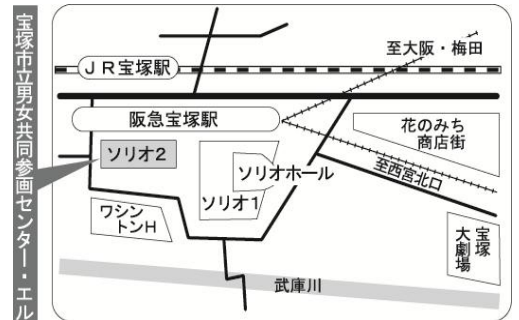 宝塚市立男女共同参画センター・エル
至大阪・梅田
JR宝塚駅
阪急宝塚駅
花のみち
商店街
ソリオ2
ソリオホール
至西宮北口
ソリオ1
ワシン
トンH
宝塚
大劇場
武庫川